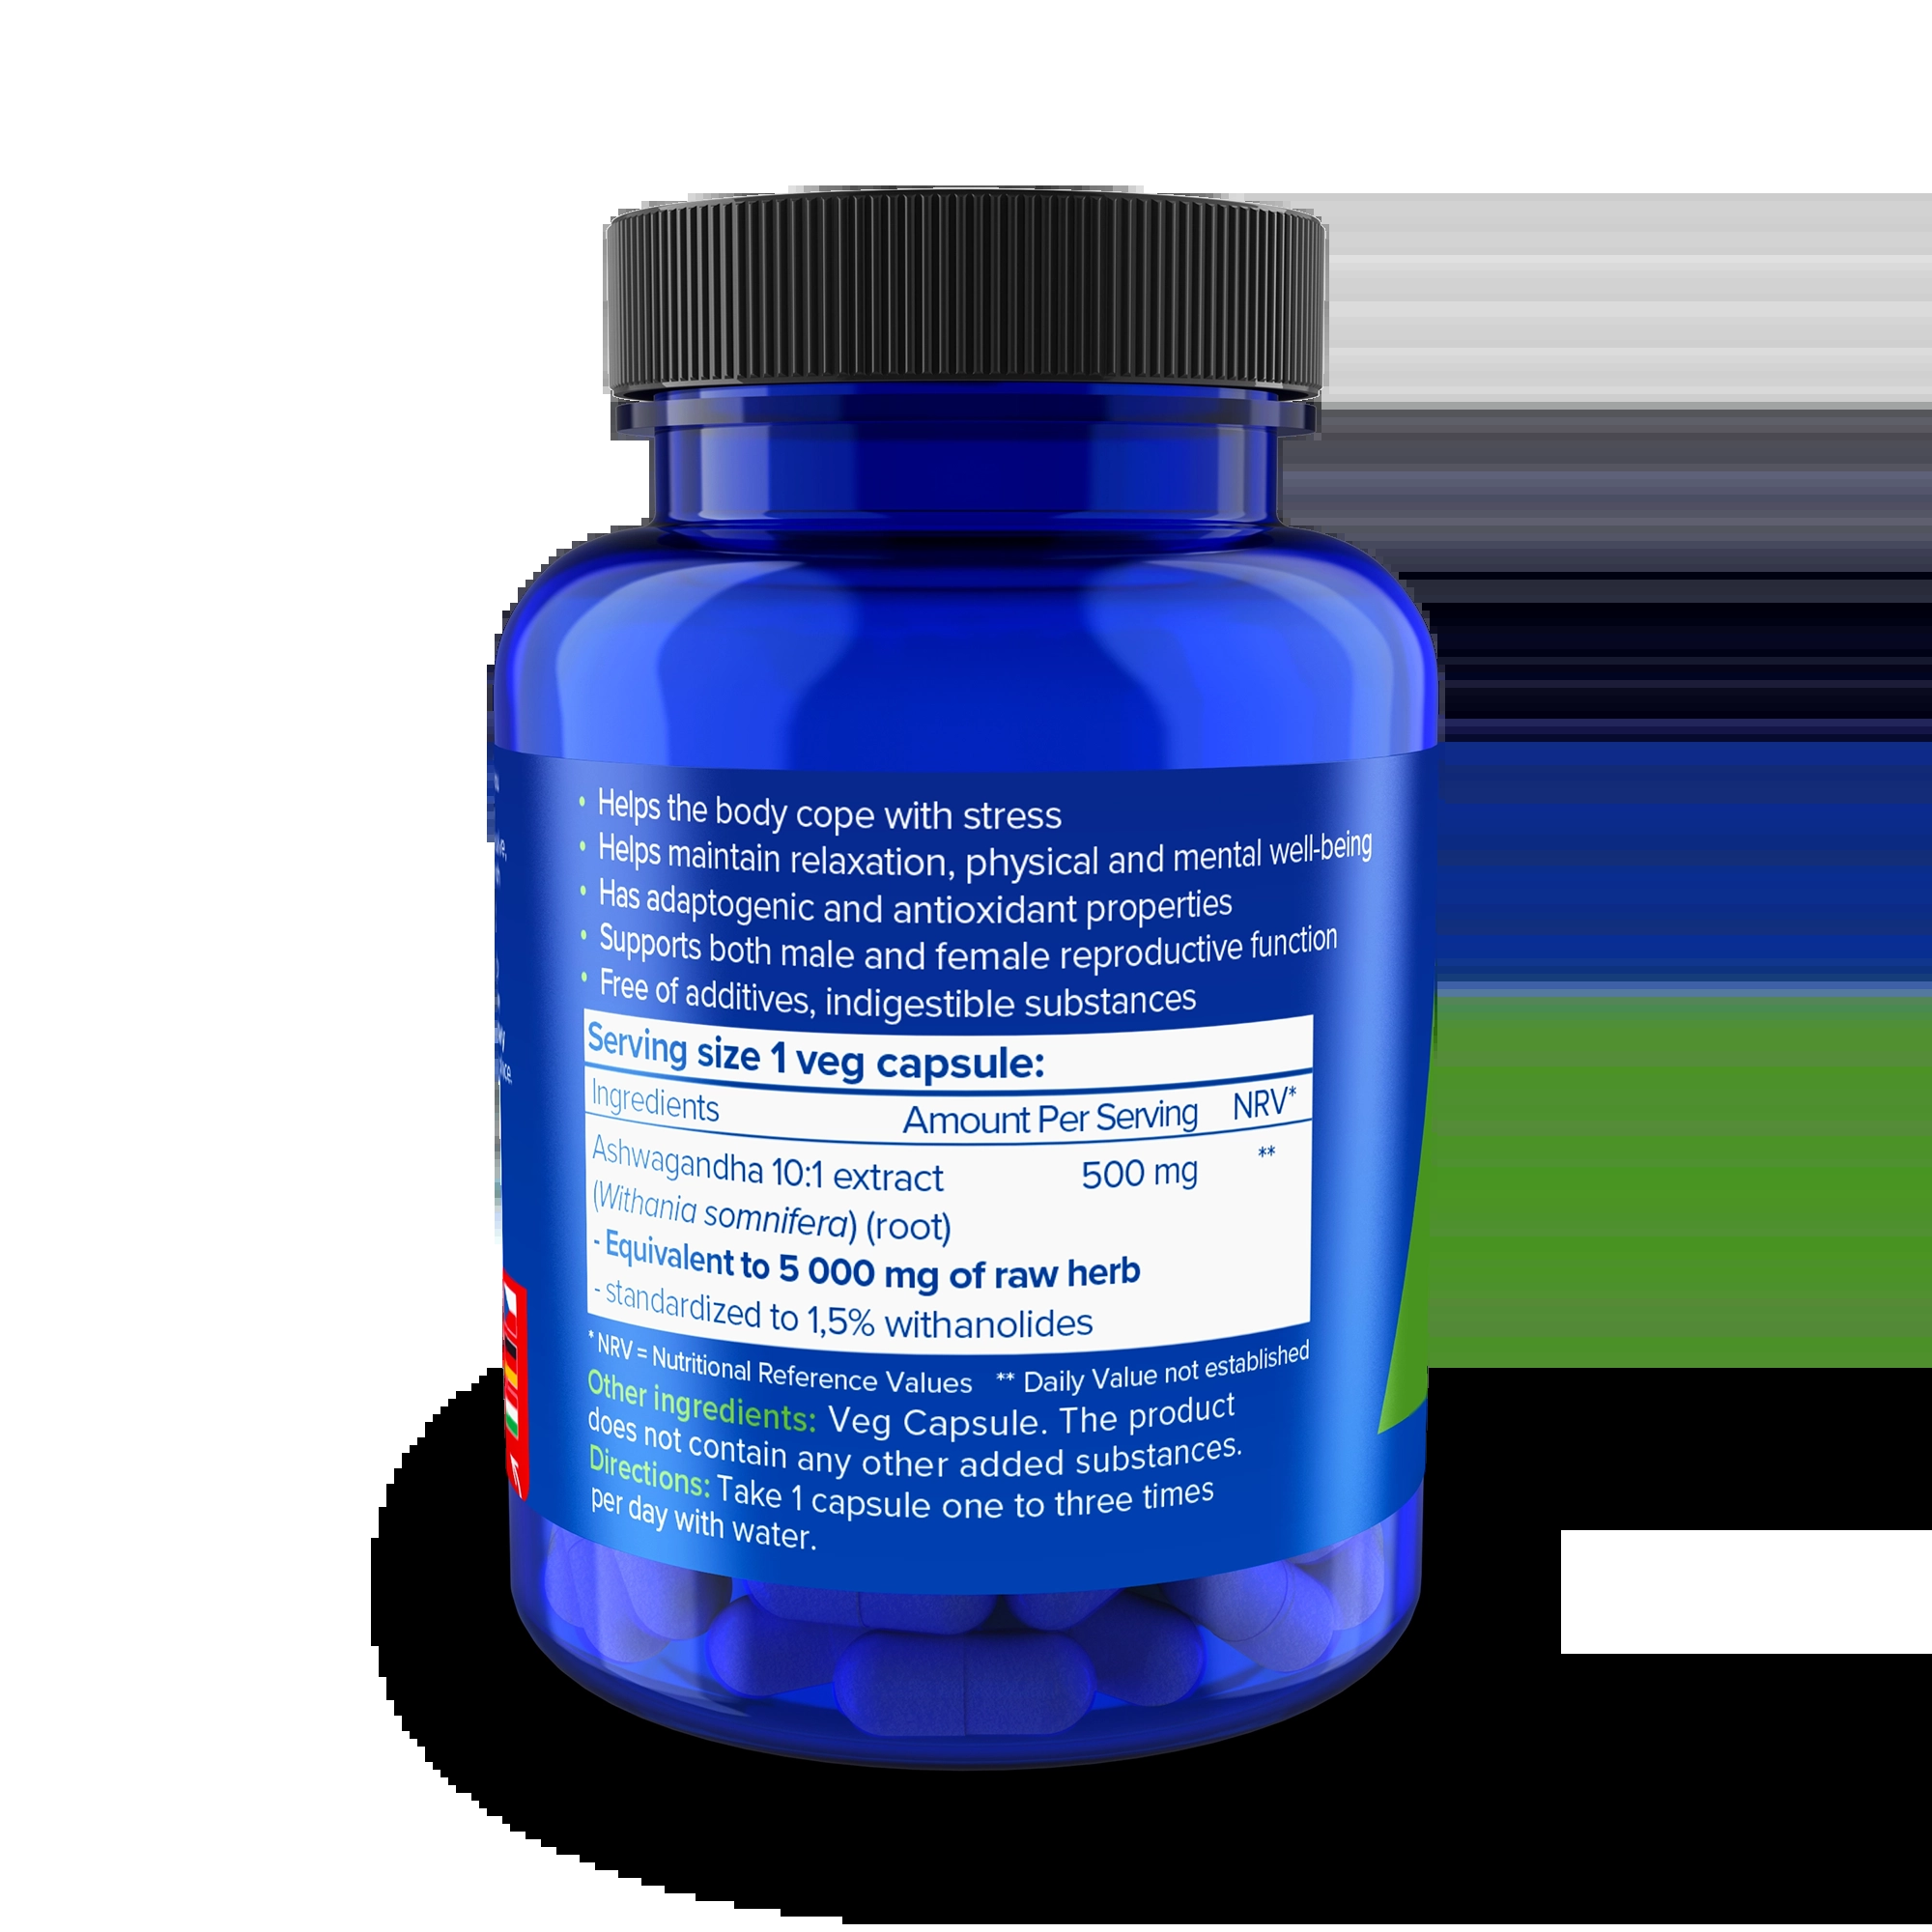 • Helps the body cope with stress
• Helps maintain relaxation, physical and mental well-being
• Has adaptogenic and antioxidant properties
• Supports both male and female reproductive function
• Free of additives, indigestible substances
Serving size 1 veg capsule:
Ingredients Amount Per Serving NRV*
Ashwagandha 10:1 extract 500 mg **
(Withania somnifera) (root)
- Equivalent to 5 000 mg of raw herb
- standardized to 1,5% withanolides
* NRV = Nutritional Reference Values ** Daily Value not established
Other ingredients: Veg Capsule. The product
does not contain any other added substances.
Directions: Take 1 capsule one to three times
per day with water.